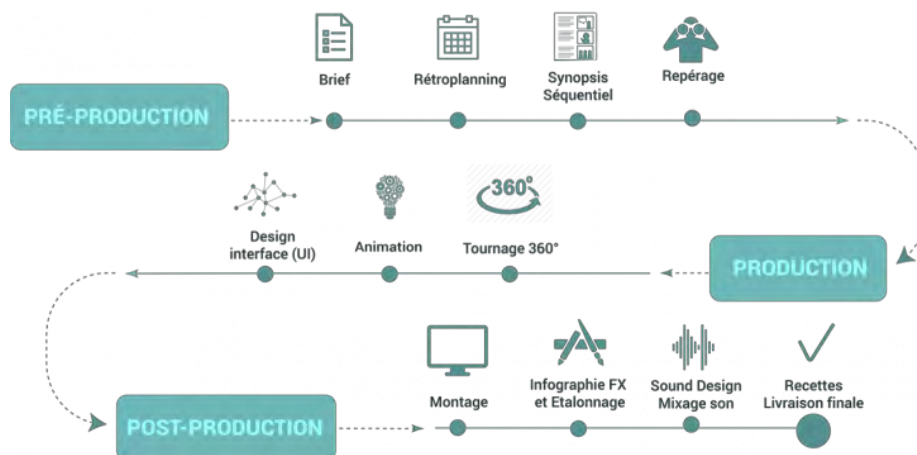 Brief
Rétroplanning
Synopsis
Séquentiel
Repérage
PRÉ-PRODUCTION
360°
Design
interface (UI)
Animation
Tournage 360°
PRODUCTION
Montage
Infographie FX
et Etalonnage
Sound Design
Mixage son
Recettes
Livraison finale
POST-PRODUCTION